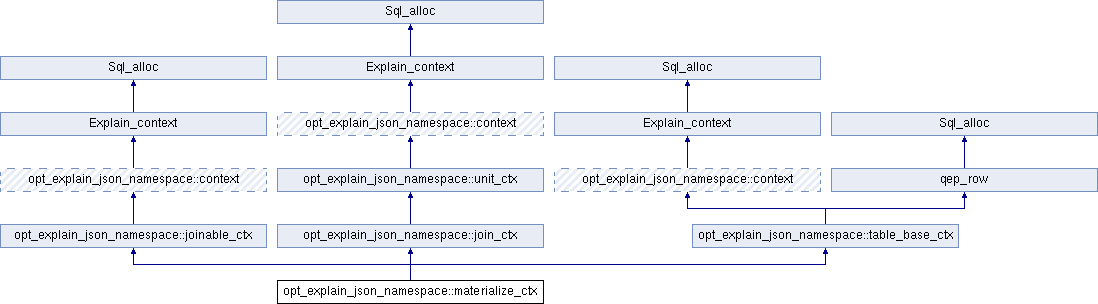 Sql_alloc
Sql_alloc
Explain_context
Sql_alloc
Explain_context
opt_explain_json_namespace::context
Explain_context
Sql_alloc
opt_explain_json_namespace::context
opt_explain_json_namespace::unit_ctx
opt_explain_json_namespace::context
qep_row
opt_explain_json_namespace::joinable_ctx
opt_explain_json_namespace::join_ctx
opt_explain_json_namespace::table_base_ctx
opt_explain_json_namespace::materialize_ctx